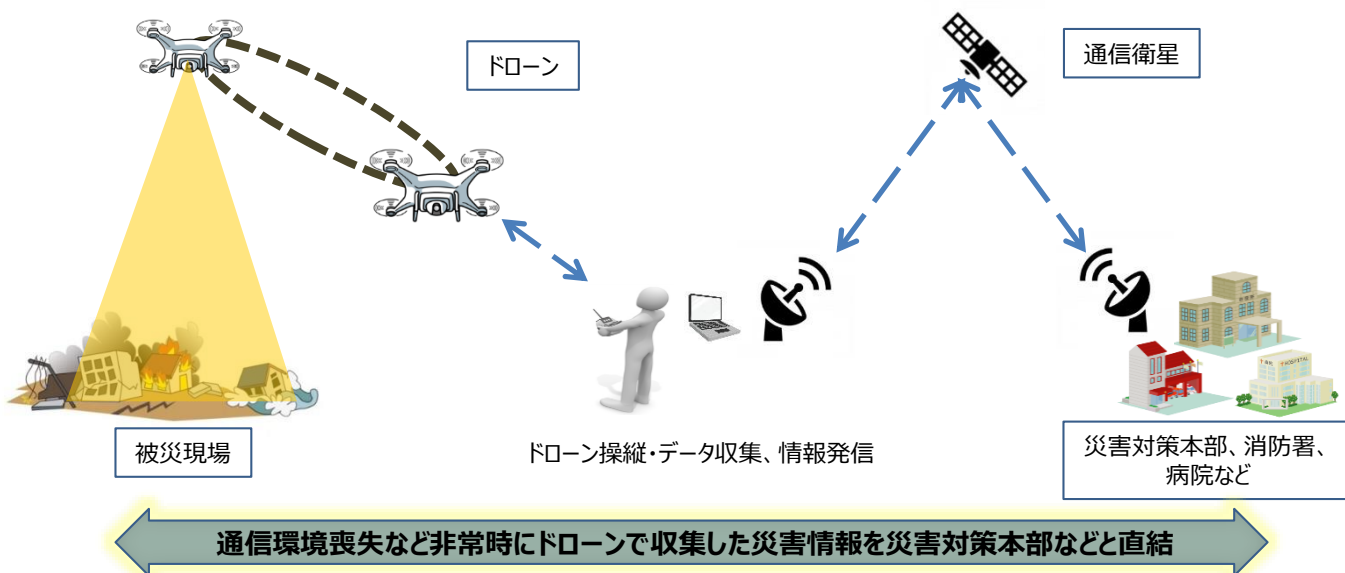 ドローン
通信衛星
被災現場
ドローン操縦・データ収集、情報発信
災害対策本部、消防署、
病院など
HOSPITAL
通信環境喪失など非常時にドローンで収集した災害情報を災害対策本部などと直結